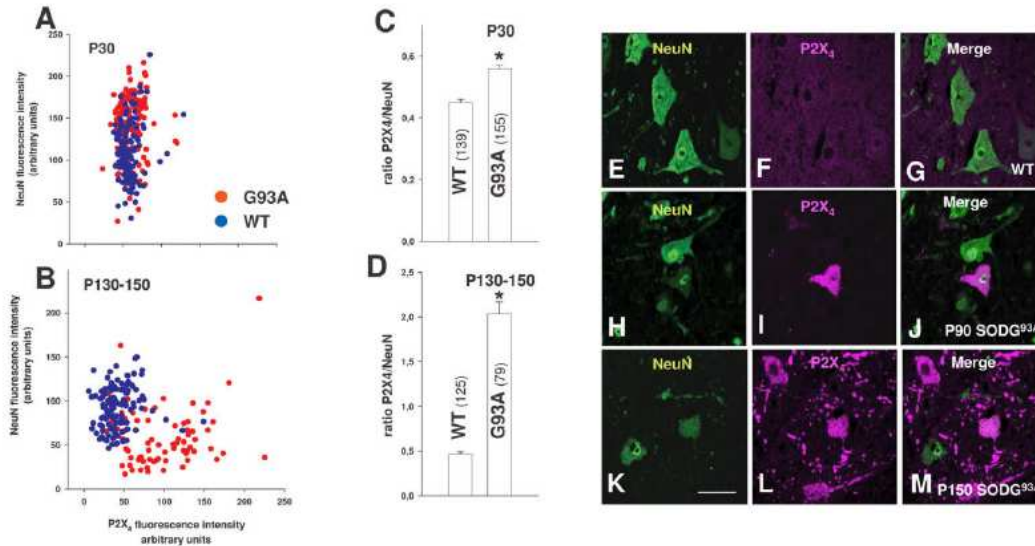 A
P30
NeuN fluorescence intensity
(arbitrary units)
250
200
150
100
50
0
G93A
WT
B
P130-150
NeuN fluorescence intensity
(arbitrary units)
250
200
150
100
50
0
0 50 100 150 200 250
P2X₄ fluorescence intensity
arbitrary units
C
P30
ratio P2X4/NeuN
0,6
0,4
0,2
0,0
*
WT (139)
G93A (155)
D
P130-150
ratio P2X4/NeuN
2,5
2,0
1,5
1,0
0,5
0,0
*
WT (125)
G93A (79)
NeuN
E
P2X₄
F
Merge
G
WT
NeuN
H
P2X₄
I
Merge
J
P90 SODG⁹³ᴬ
NeuN
K
P2X
L
Merge
M
P150 SODG⁹³ᴬ